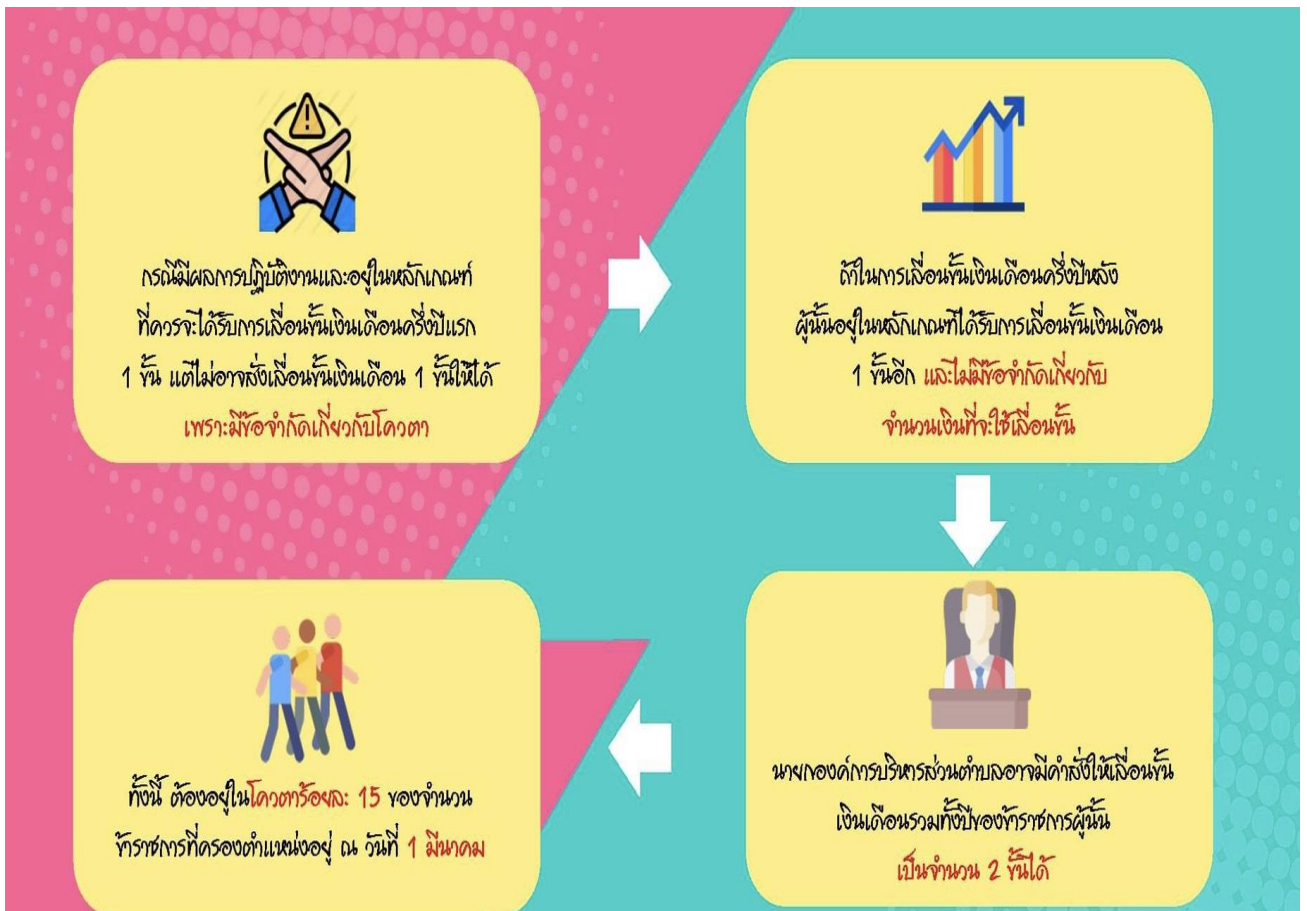 กรณีมีผลการปฏิบัติงานและอยู่ในหลักเกณฑ์
ที่ควรจะได้รับการเลื่อนขั้นเงินเดือนครึ่งปีแรก
1 ขั้น แต่ไม่อาจสั่งเลื่อนขั้นเงินเดือน 1 ขั้นให้ได้
เพราะมีข้อจำกัดเกี่ยวกับโควตา
ถ้าในการเลื่อนขั้นเงินเดือนครึ่งปีหลัง
ผู้นั้นอยู่ในหลักเกณฑ์ได้รับการเลื่อนขั้นเงินเดือน
1 ขั้นอีก และไม่มีข้อจำกัดเกี่ยวกับ
จำนวนเงินที่จะใช้เลื่อนขั้น
นายกองค์การบริหารส่วนตำบลอาจมีคำสั่งให้เลื่อนขั้น
เงินเดือนรวมทั้งปีของข้าราชการผู้นั้น
เป็นจำนวน 2 ขั้นได้
ทั้งนี้ ต้องอยู่ในโควตาร้อยละ 15 ของจำนวน
ข้าราชการที่ครองตำแหน่งอยู่ ณ วันที่ 1 มีนาคม